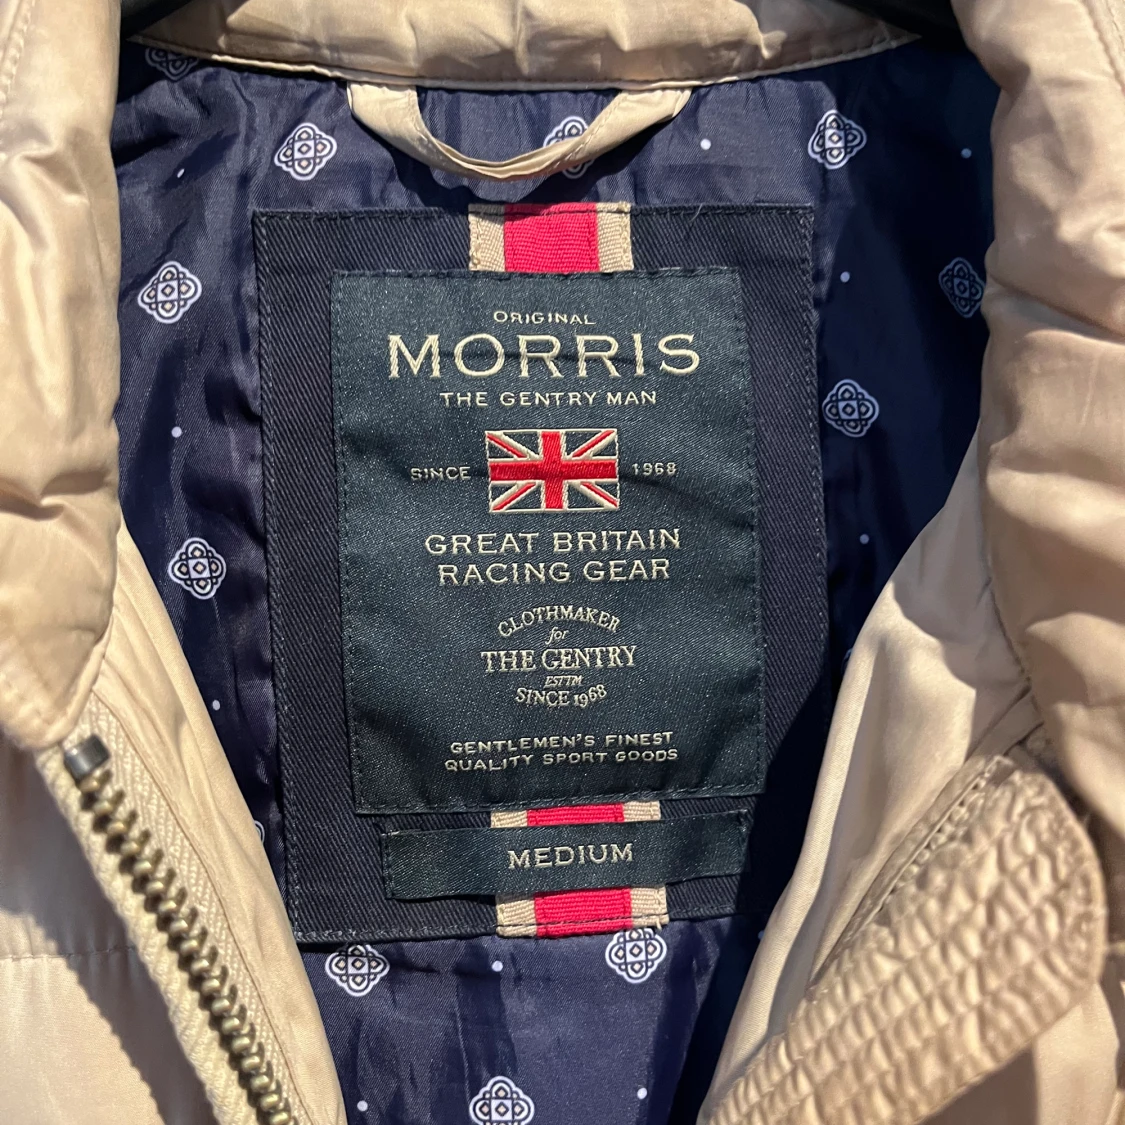 ORIGINAL
MORRIS
THE GENTRY MAN
SINCE 1968
GREAT BRITAIN
RACING GEAR
CLOTHMAKER
for
THE GENTRY
ESTTM
SINCE 1968
GENTLEMEN'S FINEST
QUALITY SPORT GOODS
MEDIUM